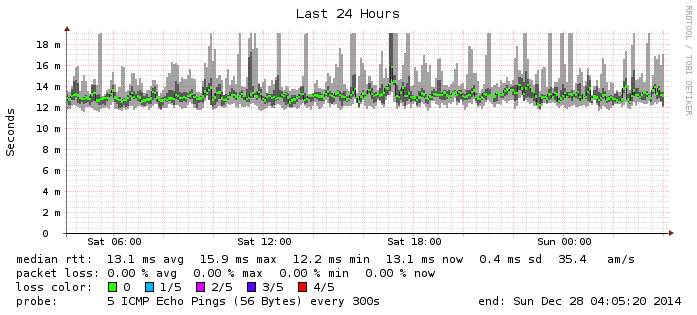 Last 24 Hours
RRDTOOL / TOBI OETIKER
Seconds
18 m
16 m
14 m
12 m
10 m
8 m
6 m
4 m
2 m
0
Sat 06:00 Sat 12:00 Sat 18:00 Sun 00:00
median rtt: 13.1 ms avg 15.9 ms max 12.2 ms min 13.1 ms now 0.4 ms sd 35.4 am/s
packet loss: 0.00 % avg 0.00 % max 0.00 % min 0.00 % now
loss color: 0 1/5 2/5 3/5 4/5
probe: 5 ICMP Echo Pings (56 Bytes) every 300s end: Sun Dec 28 04:05:20 2014